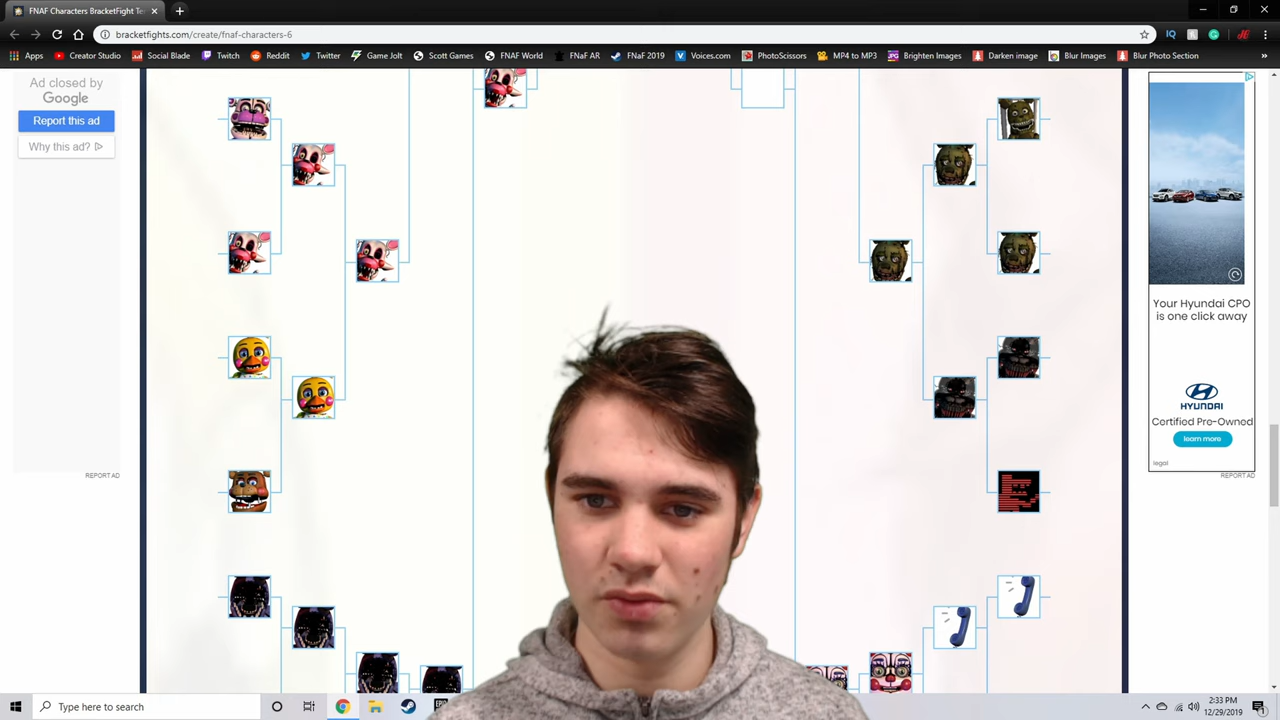 FNAF Characters BracketFight Te
bracketfights.com/create/fnaf-characters-6
Apps
Creator Studio
Social Blade
Twitch
Reddit
Twitter
Game Jolt
Scott Games
FNAF World
FNaF AR
FNaF 2019
Voices.com
PhotoScissors
MP4 to MP3
Brighten Images
Darken image
Blur Images
Blur Photo Section
»
Ad closed by
Google
Report this ad
Why this ad?
REPORT AD
Your Hyundai CPO
is one click away
HYUNDAI
Certified Pre-Owned
learn more
legal
REPORT AD
Type here to search
EPIC
2:33 PM
12/29/2019